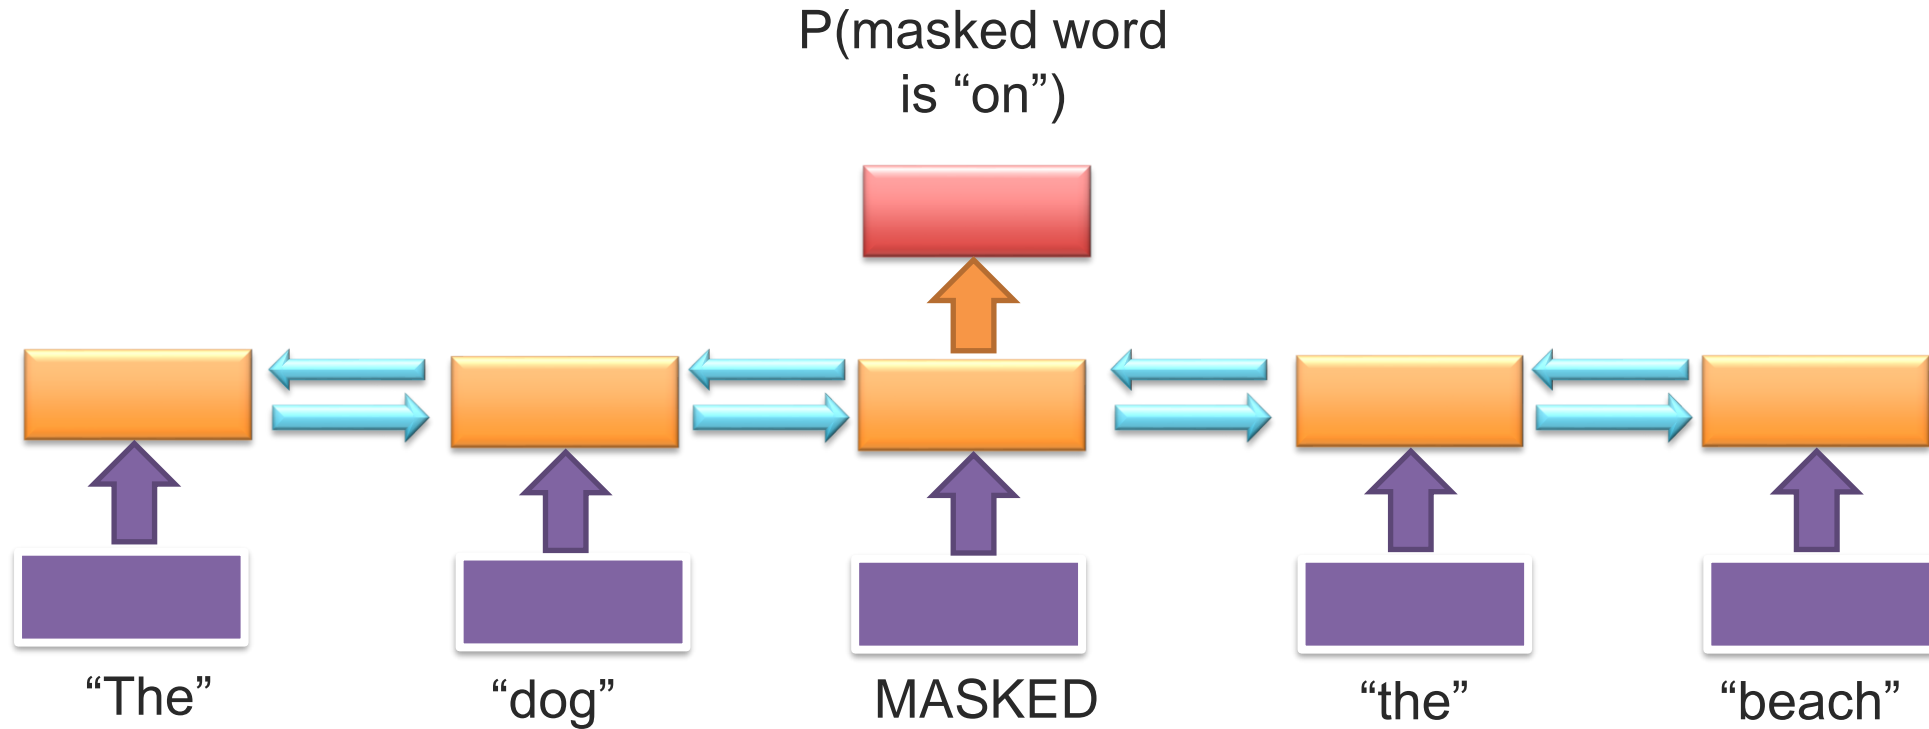 P(masked word
is “on”)
“The” “dog” MASKED “the” “beach”